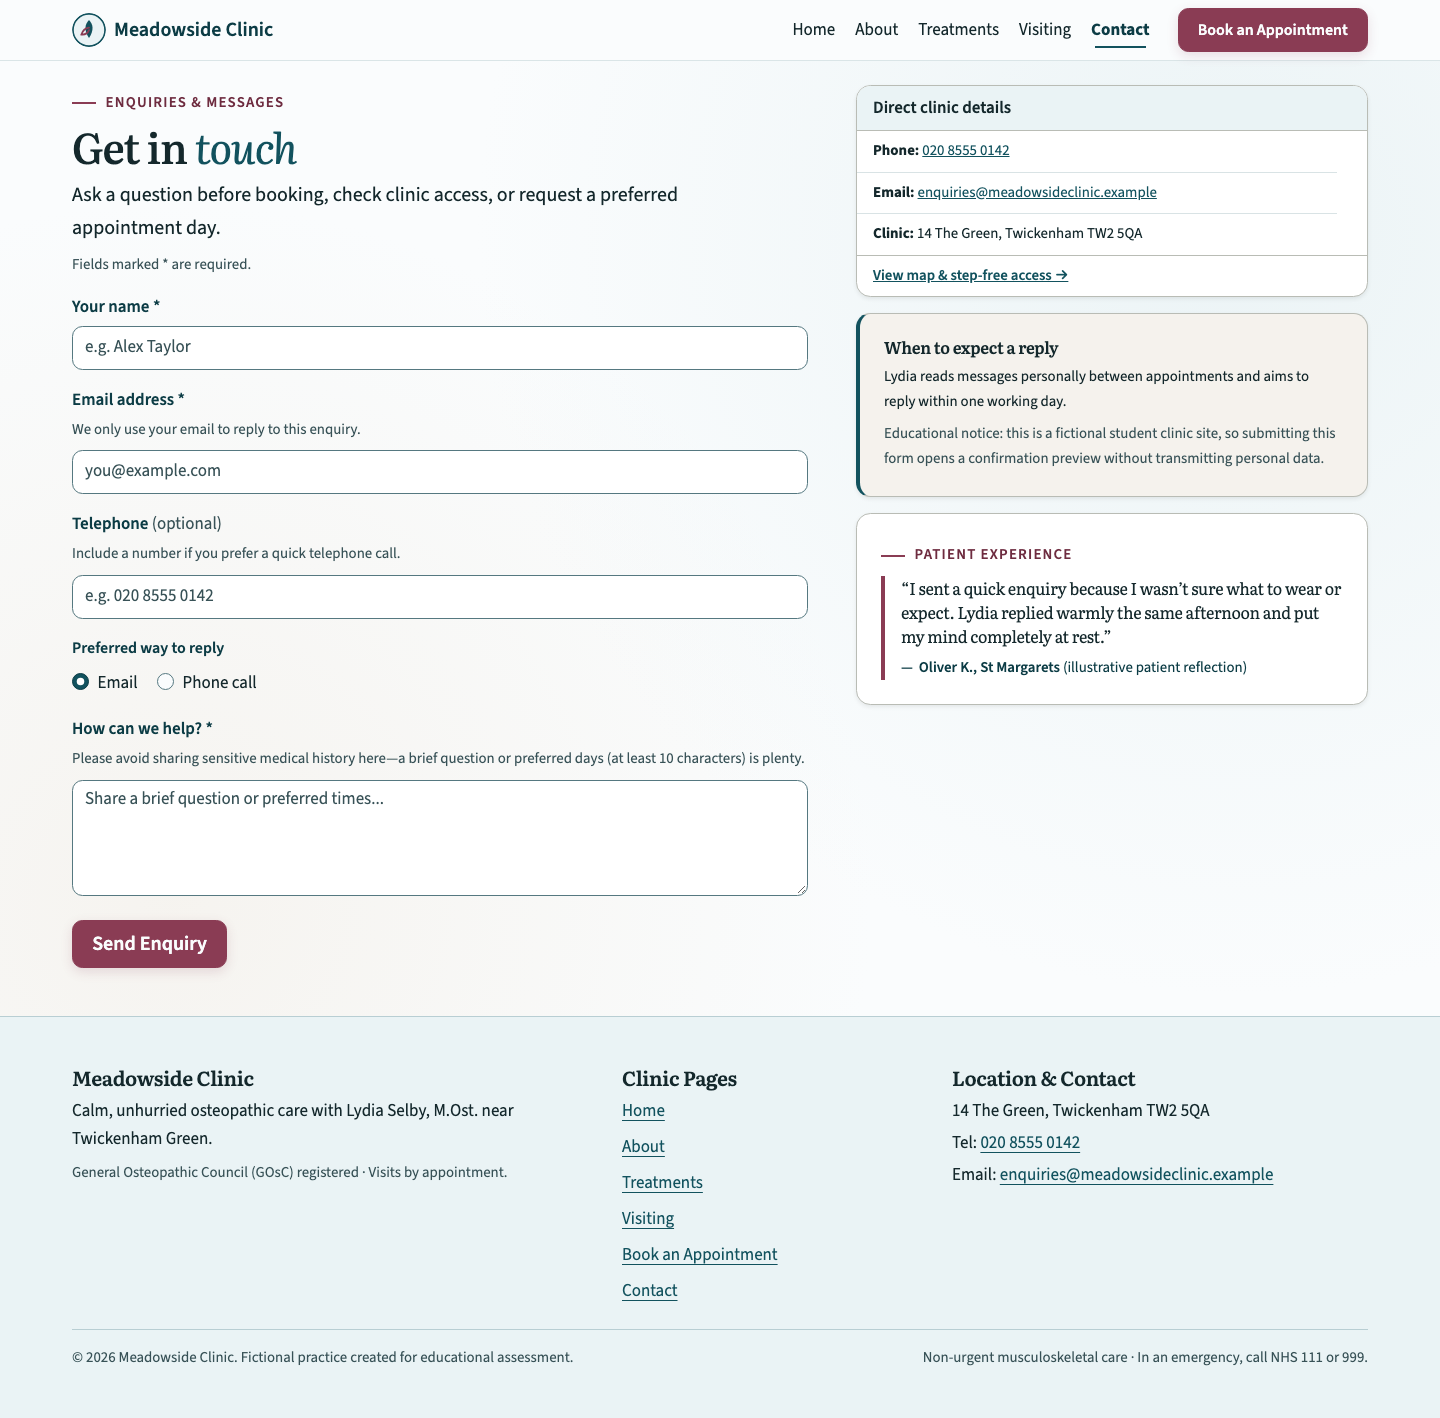 Meadowside Clinic
Home About Treatments Visiting Contact Book an Appointment
ENQUIRIES & MESSAGES
Get in touch
Ask a question before booking, check clinic access, or request a preferred
appointment day.
Fields marked * are required.
Your name *
e.g. Alex Taylor
Email address *
We only use your email to reply to this enquiry.
you@example.com
Telephone (optional)
Include a number if you prefer a quick telephone call.
e.g. 020 8555 0142
Preferred way to reply
Email Phone call
How can we help? *
Please avoid sharing sensitive medical history here—a brief question or preferred days (at least 10 characters) is plenty.
Share a brief question or preferred times...
Send Enquiry
Direct clinic details
Phone: 020 8555 0142
Email: enquiries@meadowsideclinic.example
Clinic: 14 The Green, Twickenham TW2 5QA
View map & step-free access →
When to expect a reply
Lydia reads messages personally between appointments and aims to
reply within one working day.
Educational notice: this is a fictional student clinic site, so submitting this
form opens a confirmation preview without transmitting personal data.
PATIENT EXPERIENCE
“I sent a quick enquiry because I wasn’t sure what to wear or
expect. Lydia replied warmly the same afternoon and put
my mind completely at rest.”
— Oliver K., St Margarets (illustrative patient reflection)
Meadowside Clinic
Calm, unhurried osteopathic care with Lydia Selby, M.Ost. near
Twickenham Green.
General Osteopathic Council (GOsC) registered · Visits by appointment.
Clinic Pages
Home
About
Treatments
Visiting
Book an Appointment
Contact
Location & Contact
14 The Green, Twickenham TW2 5QA
Tel: 020 8555 0142
Email: enquiries@meadowsideclinic.example
© 2026 Meadowside Clinic. Fictional practice created for educational assessment.
Non-urgent musculoskeletal care · In an emergency, call NHS 111 or 999.